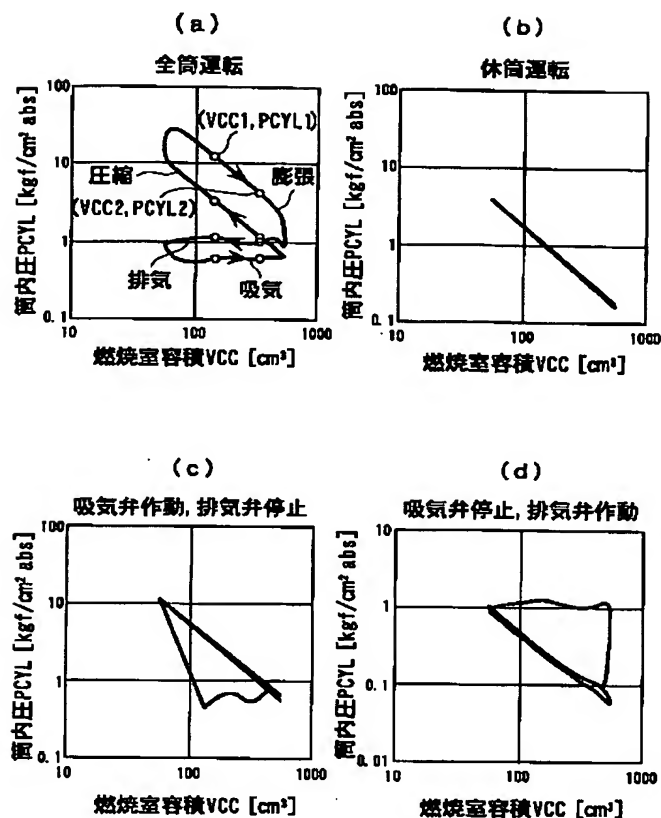 (a)
全筒運転
筒内圧PCYL [kgf/cm² abs]
100
10
1
0.1
(VCC1, PCYL1)
圧縮
(VCC2, PCYL2)
膨張
排気
吸気
10
100
1000
燃焼室容積VCC [cm³]
(b)
休筒運転
筒内圧PCYL [kgf/cm² abs]
100
10
1
0.1
10
100
1000
燃焼室容積VCC [cm³]
(c)
吸気弁作動, 排気弁停止
筒内圧PCYL [kgf/cm² abs]
100
10
1
0.1
10
100
1000
燃焼室容積VCC [cm³]
(d)
吸気弁停止, 排気弁作動
筒内圧PCYL [kgf/cm² abs]
10
1
0.1
0.01
10
100
1000
燃焼室容積VCC [cm³]